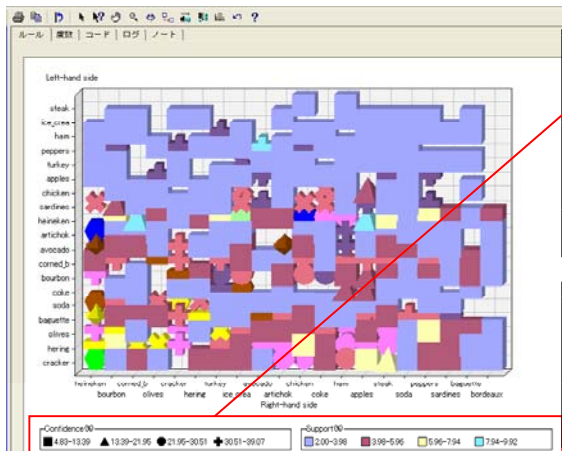 ルール 度数 コード ログ ノート
Left-hand side
steak
ice_crea
ham
peppers
turkey
apples
chicken
sardines
heineken
artichok
avocado
corned_b
bourbon
coke
soda
baguette
olives
hering
cracker
heineken corned_b cracker turkey avocado chicken ham steak peppers baguette
bourbon olives hering ice_crea artichok coke apples soda sardines bordeaux
Right-hand side
Confidence(%)
4.83-13.39 13.39-21.95 21.95-30.51 30.51-39.07
Support(%)
2.00-3.98 3.98-5.96 5.96-7.94 7.94-9.92